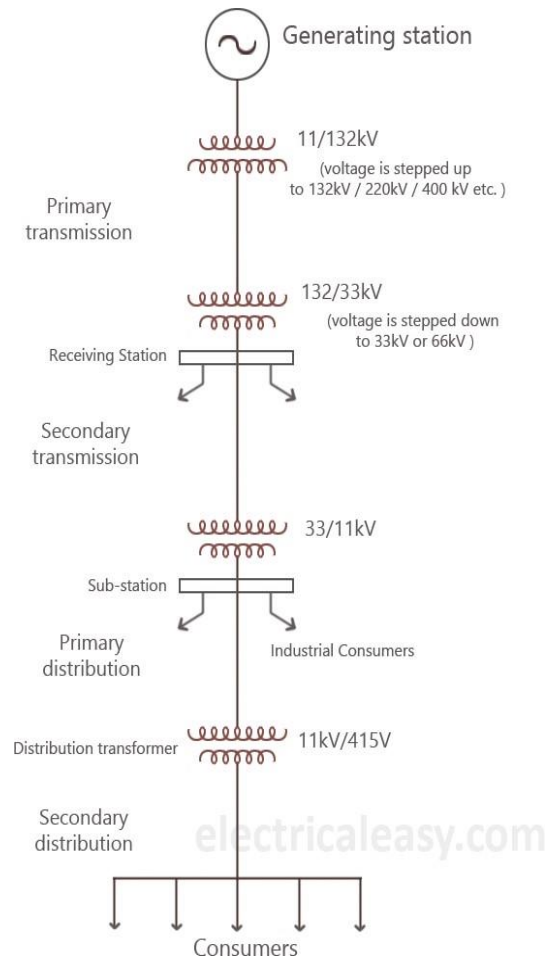 Generating station
11/132kV
(voltage is stepped up
to 132kV / 220kV / 400 kV etc. )
Primary
transmission
132/33kV
(voltage is stepped down
to 33kV or 66kV )
Receiving Station
Secondary
transmission
33/11kV
Sub-station
Primary
distribution
Industrial Consumers
11kV/415V
Distribution transformer
Secondary
distribution
electricaleasy.com
Consumers